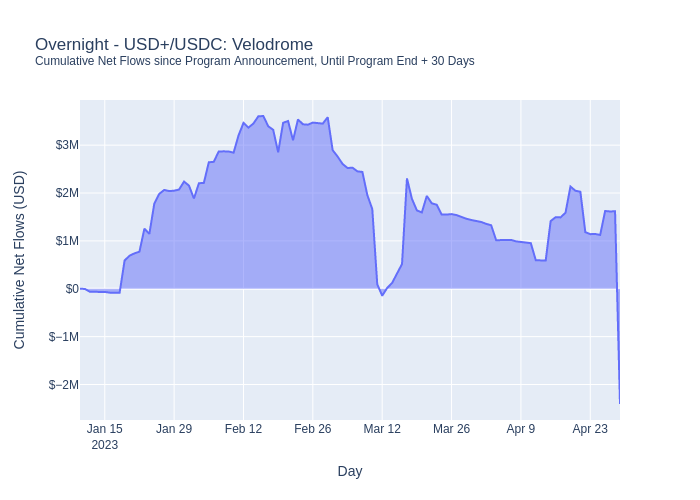 Overnight - USD+/USDC: Velodrome
Cumulative Net Flows since Program Announcement, Until Program End + 30 Days
Cumulative Net Flows (USD)
$3M
$2M
$1M
$0
$−1M
$−2M
Jan 15
2023
Jan 29
Feb 12
Feb 26
Mar 12
Mar 26
Apr 9
Apr 23
Day